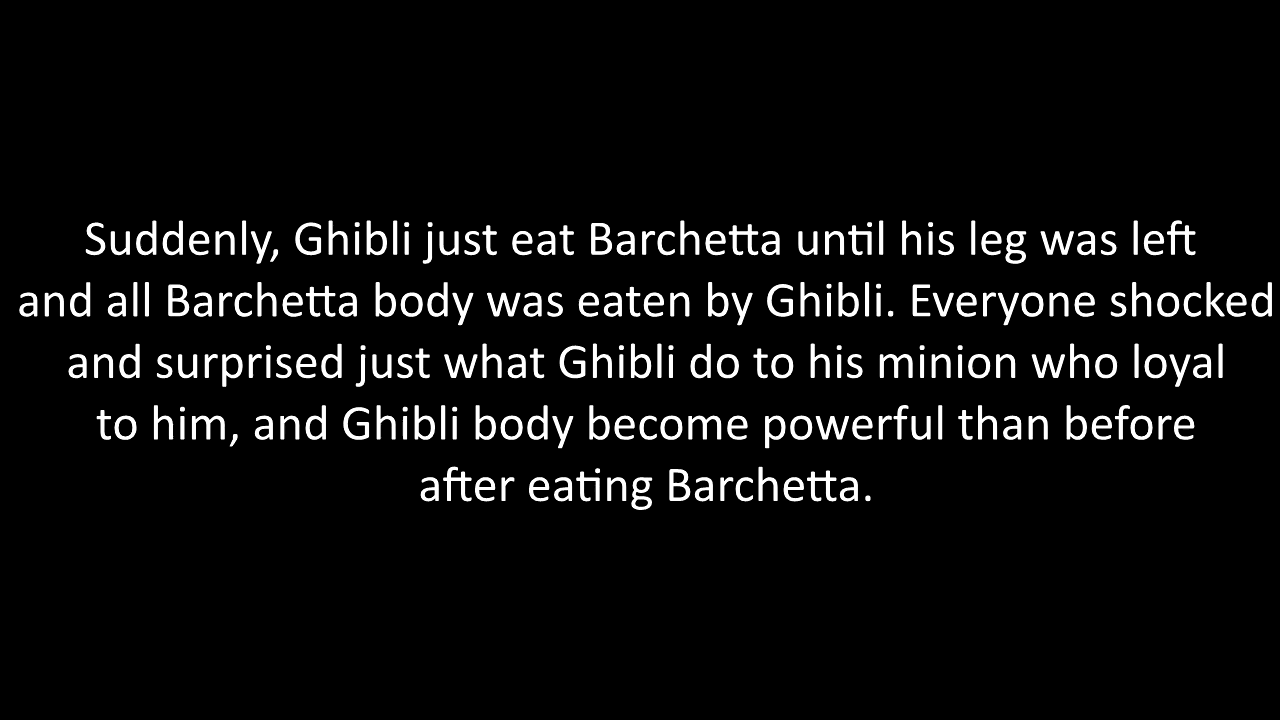 Suddenly, Ghibli just eat Barchetta until his leg was left
and all Barchetta body was eaten by Ghibli. Everyone shocked
and surprised just what Ghibli do to his minion who loyal
to him, and Ghibli body become powerful than before
after eating Barchetta.